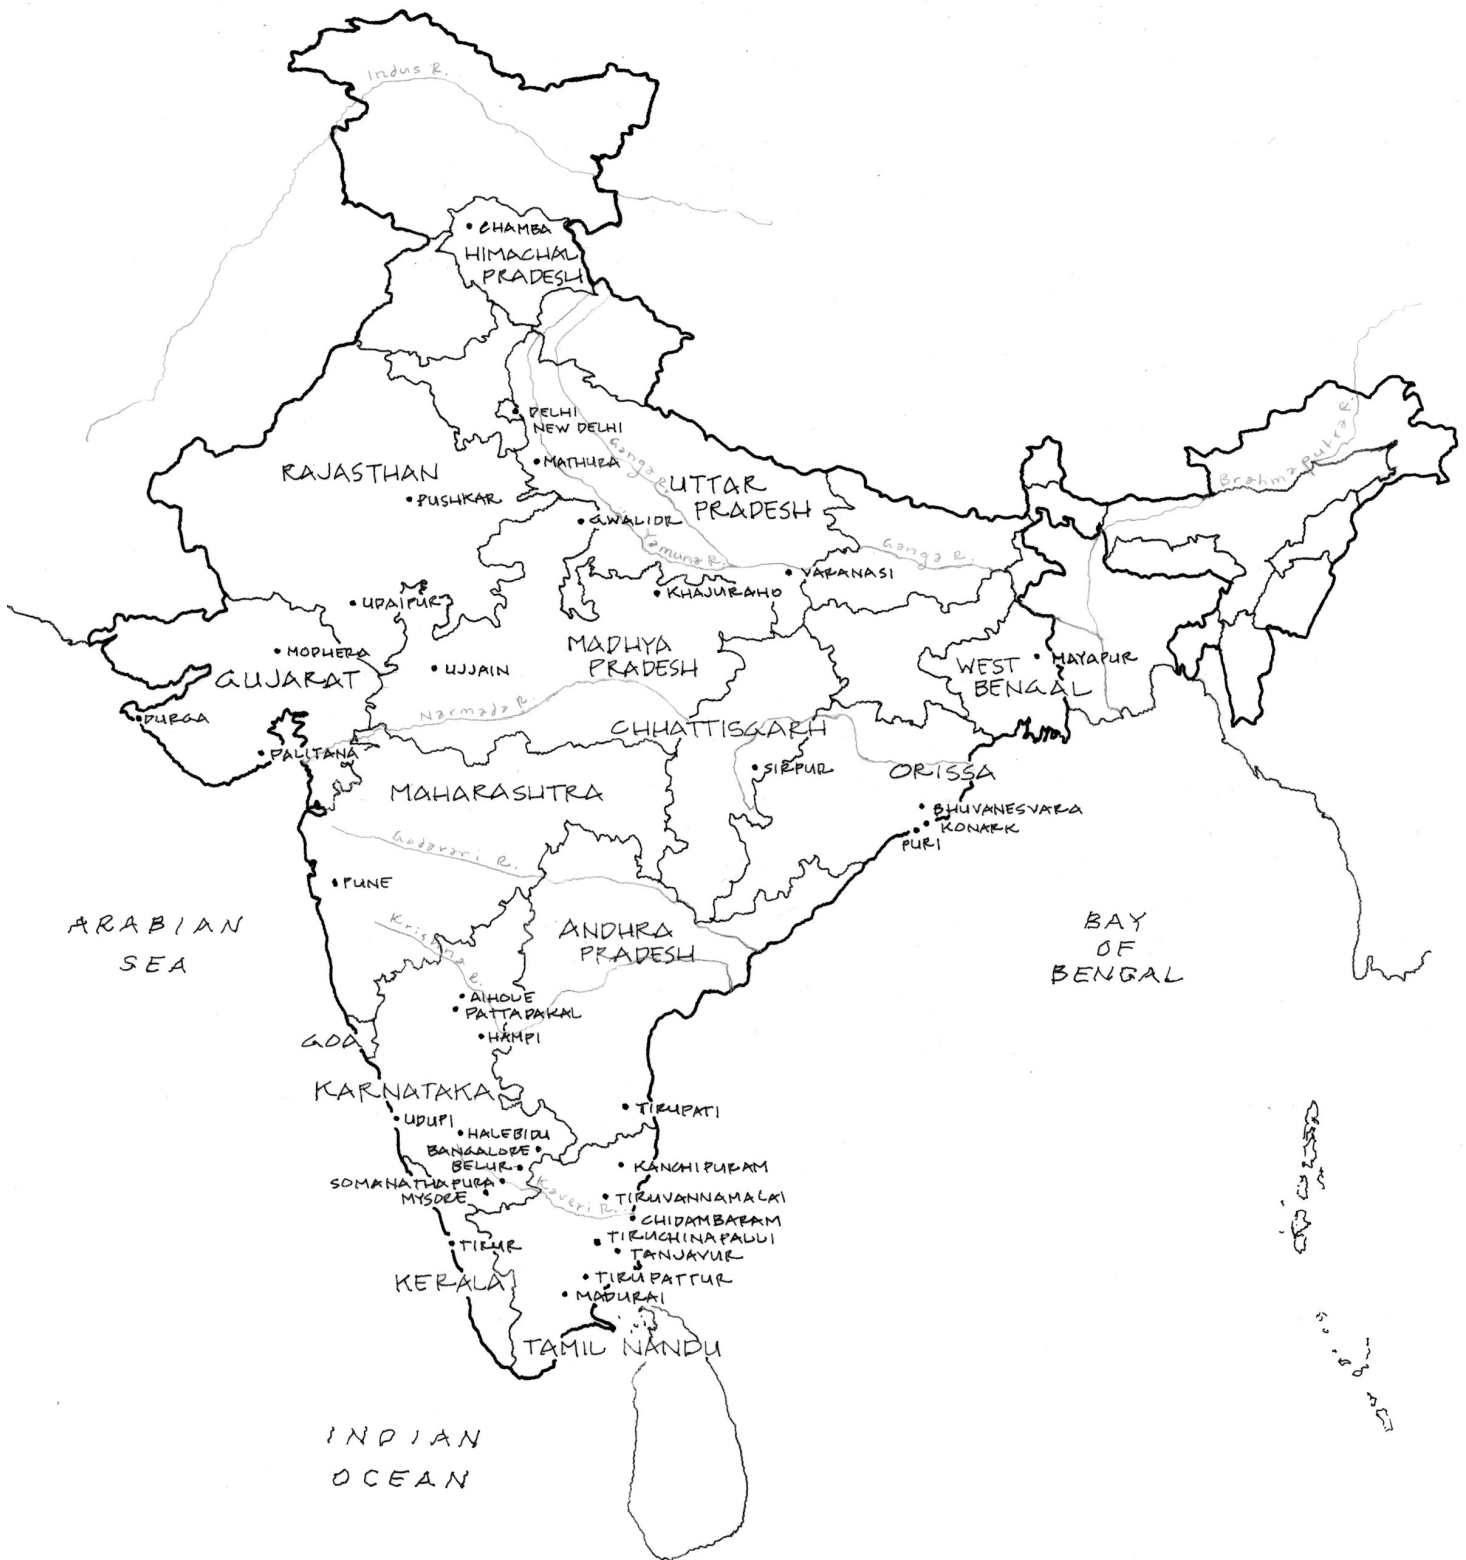 Indus R.
CHAMBA
HIMACHAL
PRADESH
DELHI
NEW DELHI
MATHURA
Ganga R.
RAJASTHAN
PUSHKAR
UTTAR
PRADESH
Brahmaputra R.
GWALIOR
Yamuna R.
Ganga R.
VARANASI
KHAJURAHO
UDAIPUR
MODHERA
GUJARAT
UJJAIN
MADHYA
PRADESH
WEST
BENGAL
MAYAPUR
DURGA
Narmada R.
CHHATTISGARH
PALITANA
SIRPUR
ORISSA
MAHARASHTRA
BHUVANESVARA
KONARK
PURI
Godavari R.
PUNE
ARABIAN
SEA
Krishna R.
ANDHRA
PRADESH
BAY
OF
BENGAL
AIHOLE
PATTADAKAL
HAMPI
GOA
KARNATAKA
UDUPI
TIRUPATI
HALEBIDU
BANGALORE
BELUR
KANCHIPURAM
SOMANATHAPURA
MYSORE
Kaveri R.
TIRUVANNAMALAI
CHIDAMBARAM
TIRUCHINAPALLI
TANJAVUR
TIRUR
KERALA
TIRUPATTUR
MADURAI
TAMIL NANDU
INDIAN
OCEAN